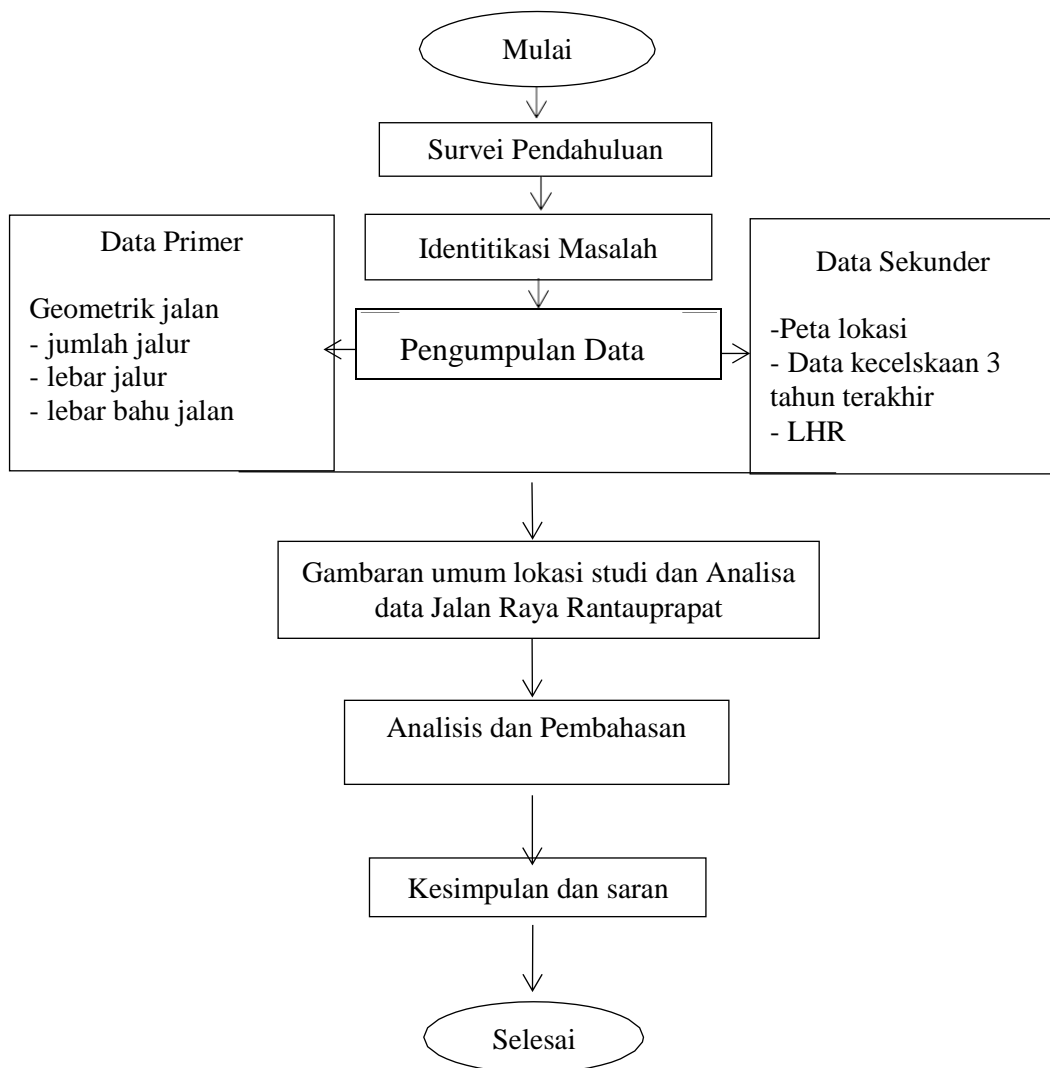 Mulai
Survei Pendahuluan
Identitikasi Masalah
Pengumpulan Data
Data Primer
Geometrik jalan
- jumlah jalur
- lebar jalur
- lebar bahu jalan
Data Sekunder
-Peta lokasi
- Data kecelskaan 3
tahun terakhir
- LHR
Gambaran umum lokasi studi dan Analisa
data Jalan Raya Rantauprapat
Analisis dan Pembahasan
Kesimpulan dan saran
Selesai